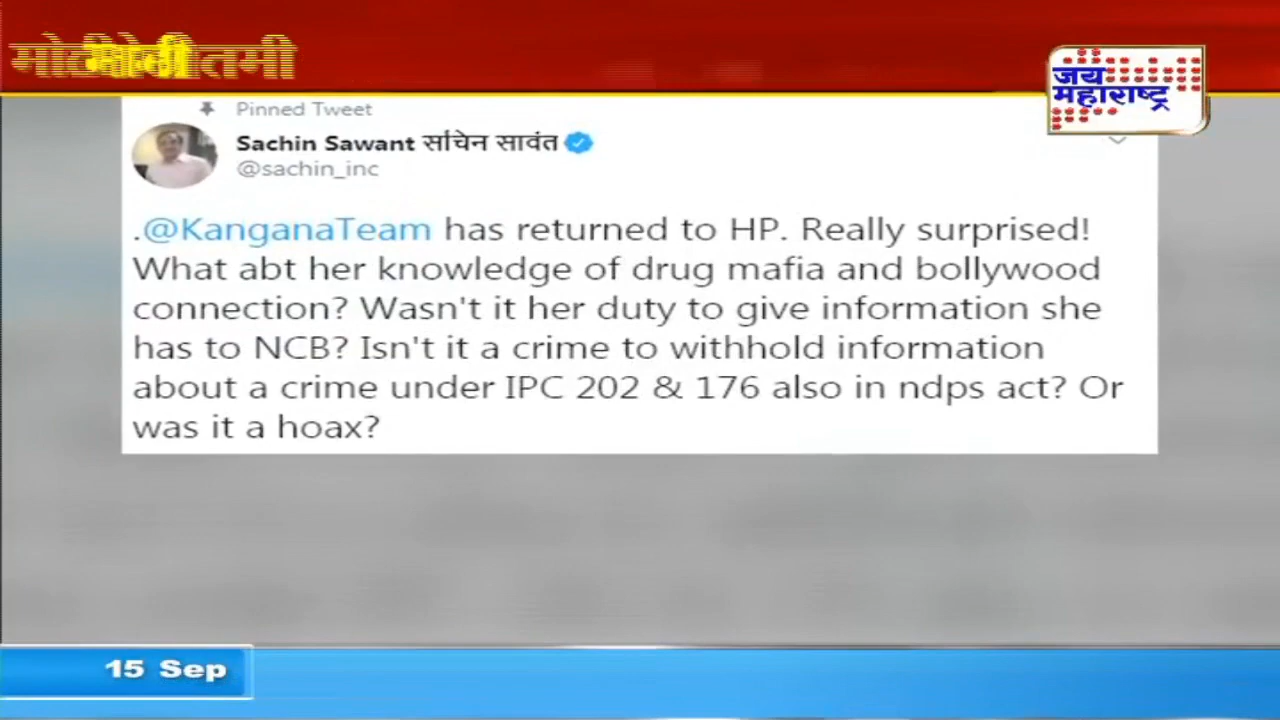 जय
महाराष्ट्र
Pinned Tweet
Sachin Sawant सचिन सावंत
@sachin_inc
.@KanganaTeam has returned to HP. Really surprised!
What abt her knowledge of drug mafia and bollywood
connection? Wasn't it her duty to give information she
has to NCB? Isn't it a crime to withhold information
about a crime under IPC 202 & 176 also in ndps act? Or
was it a hoax?
15 Sep